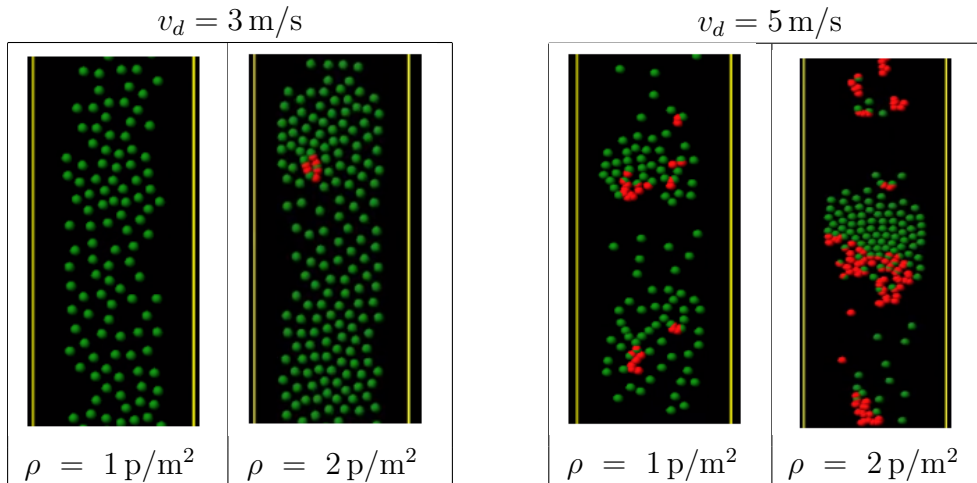 v_d = 3 m/s
v_d = 5 m/s
ρ = 1 p/m²
ρ = 2 p/m²
ρ = 1 p/m²
ρ = 2 p/m²